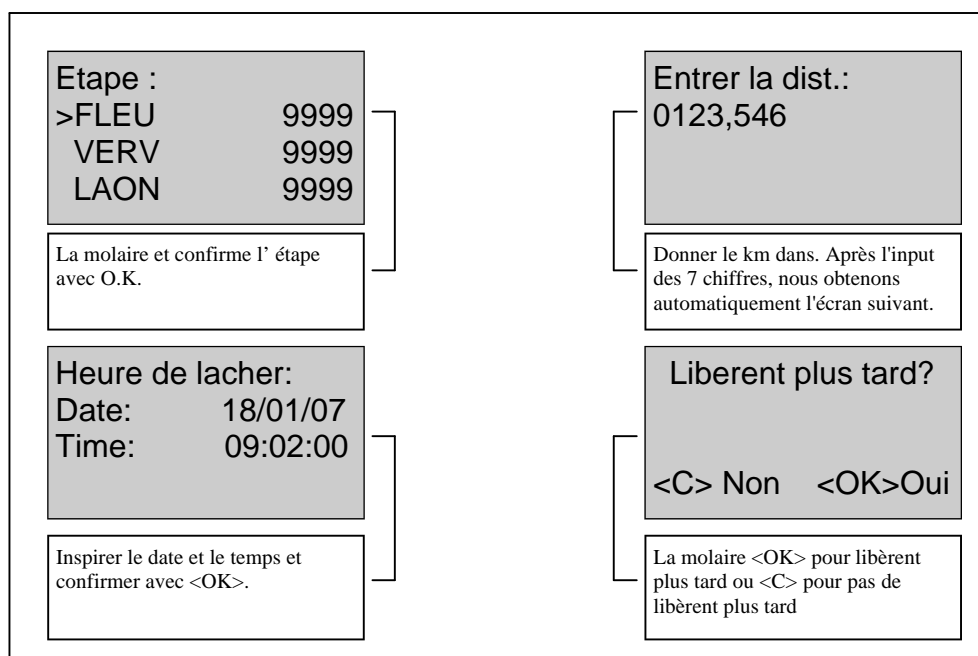 Etape :
>FLEU 9999
VERV 9999
LAON 9999
La molaire et confirme l’ étape
avec O.K.
Entrer la dist.:
0123,546
Donner le km dans. Après l'input
des 7 chiffres, nous obtenons
automatiquement l'écran suivant.
Heure de lacher:
Date: 18/01/07
Time: 09:02:00
Inspirer le date et le temps et
confirmer avec <OK>.
Liberent plus tard?
<C> Non <OK>Oui
La molaire <OK> pour libèrent
plus tard ou <C> pour pas de
libèrent plus tard